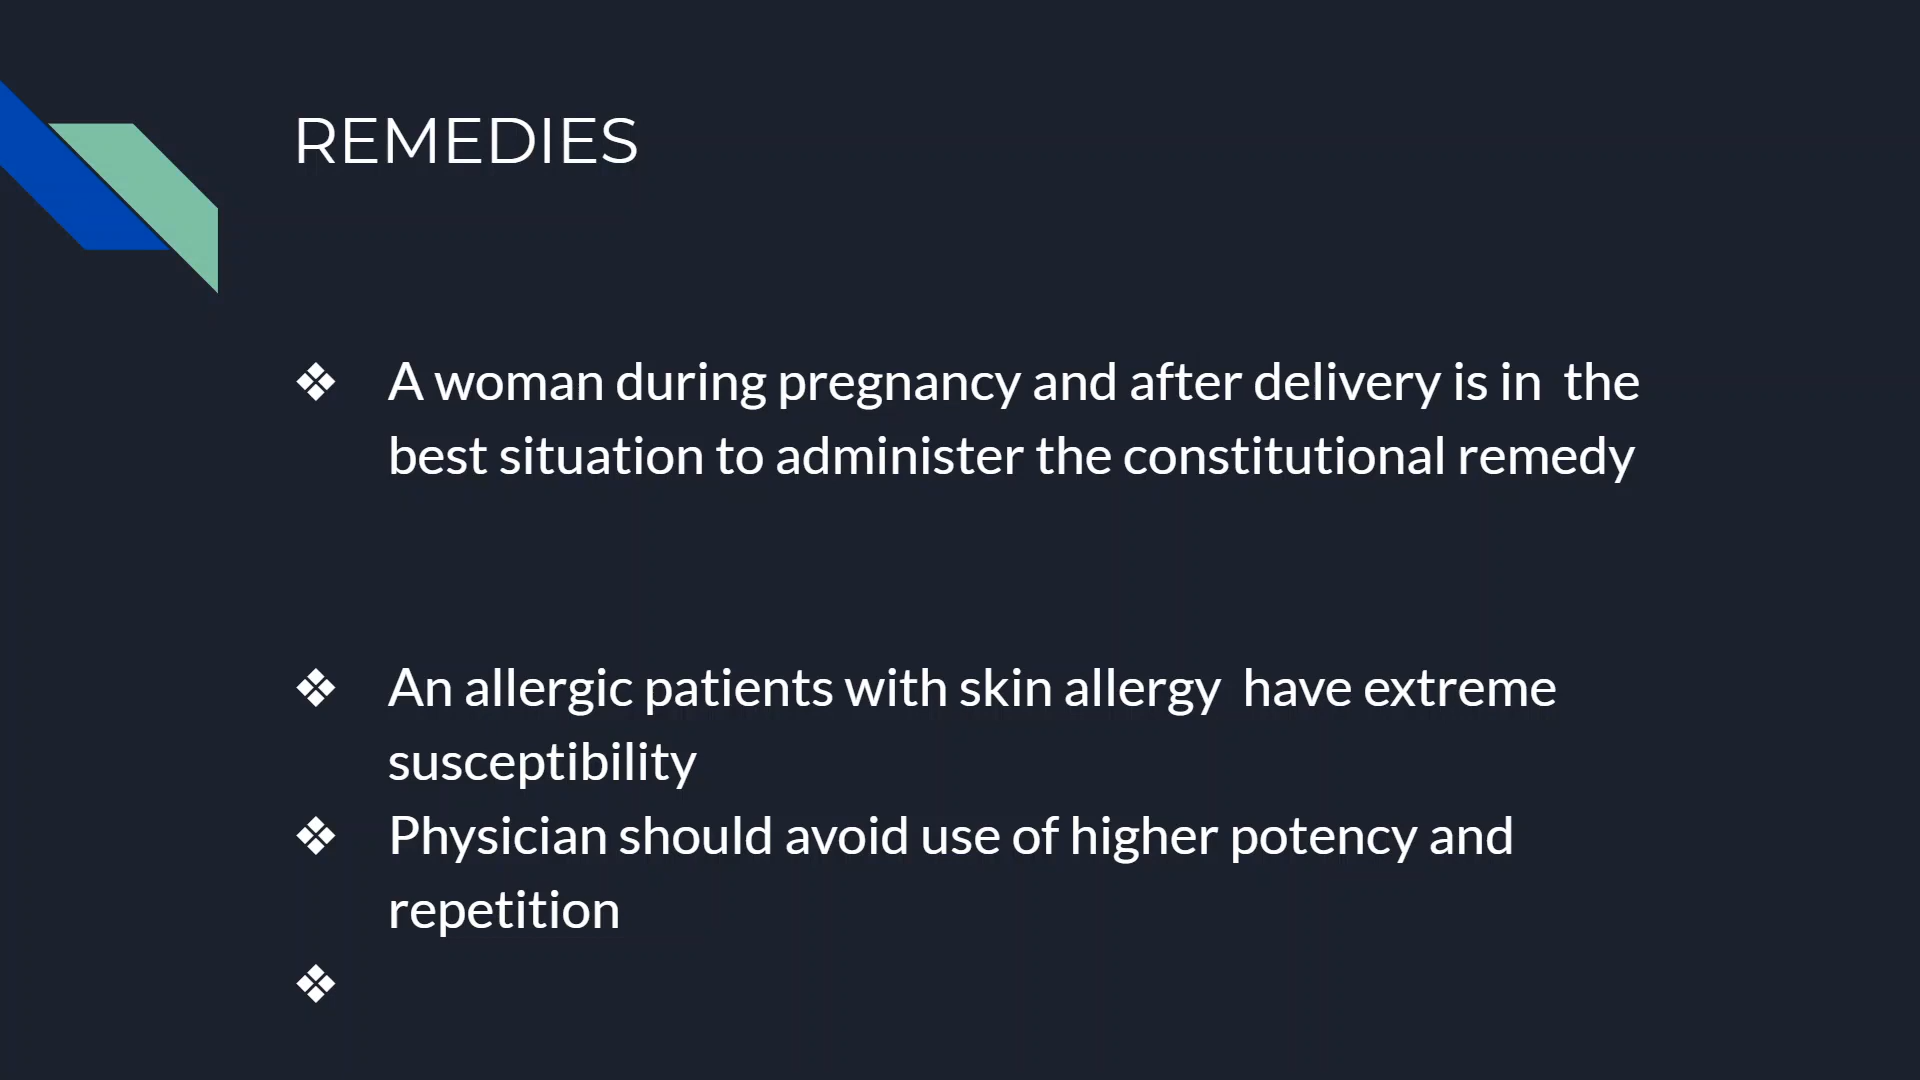 REMEDIES
❖ A woman during pregnancy and after delivery is in  the
best situation to administer the constitutional remedy
❖ An allergic patients with skin allergy  have extreme
susceptibility
❖ Physician should avoid use of higher potency and
repetition
❖